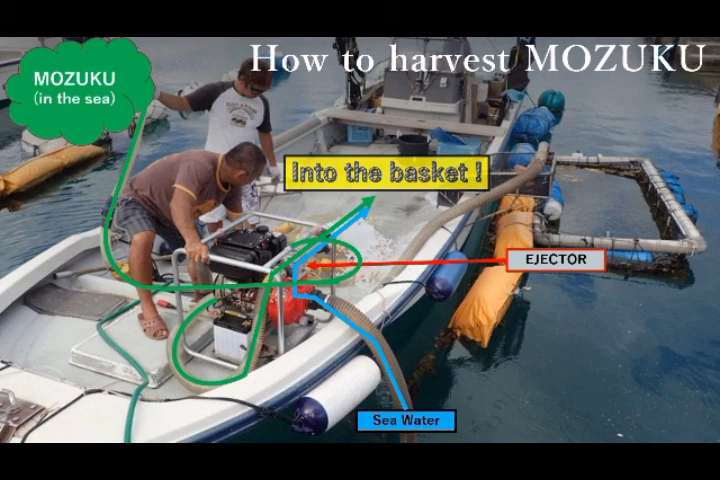 How to harvest MOZUKU
MOZUKU
(in the sea)
Into the basket !
EJECTOR
Sea Water